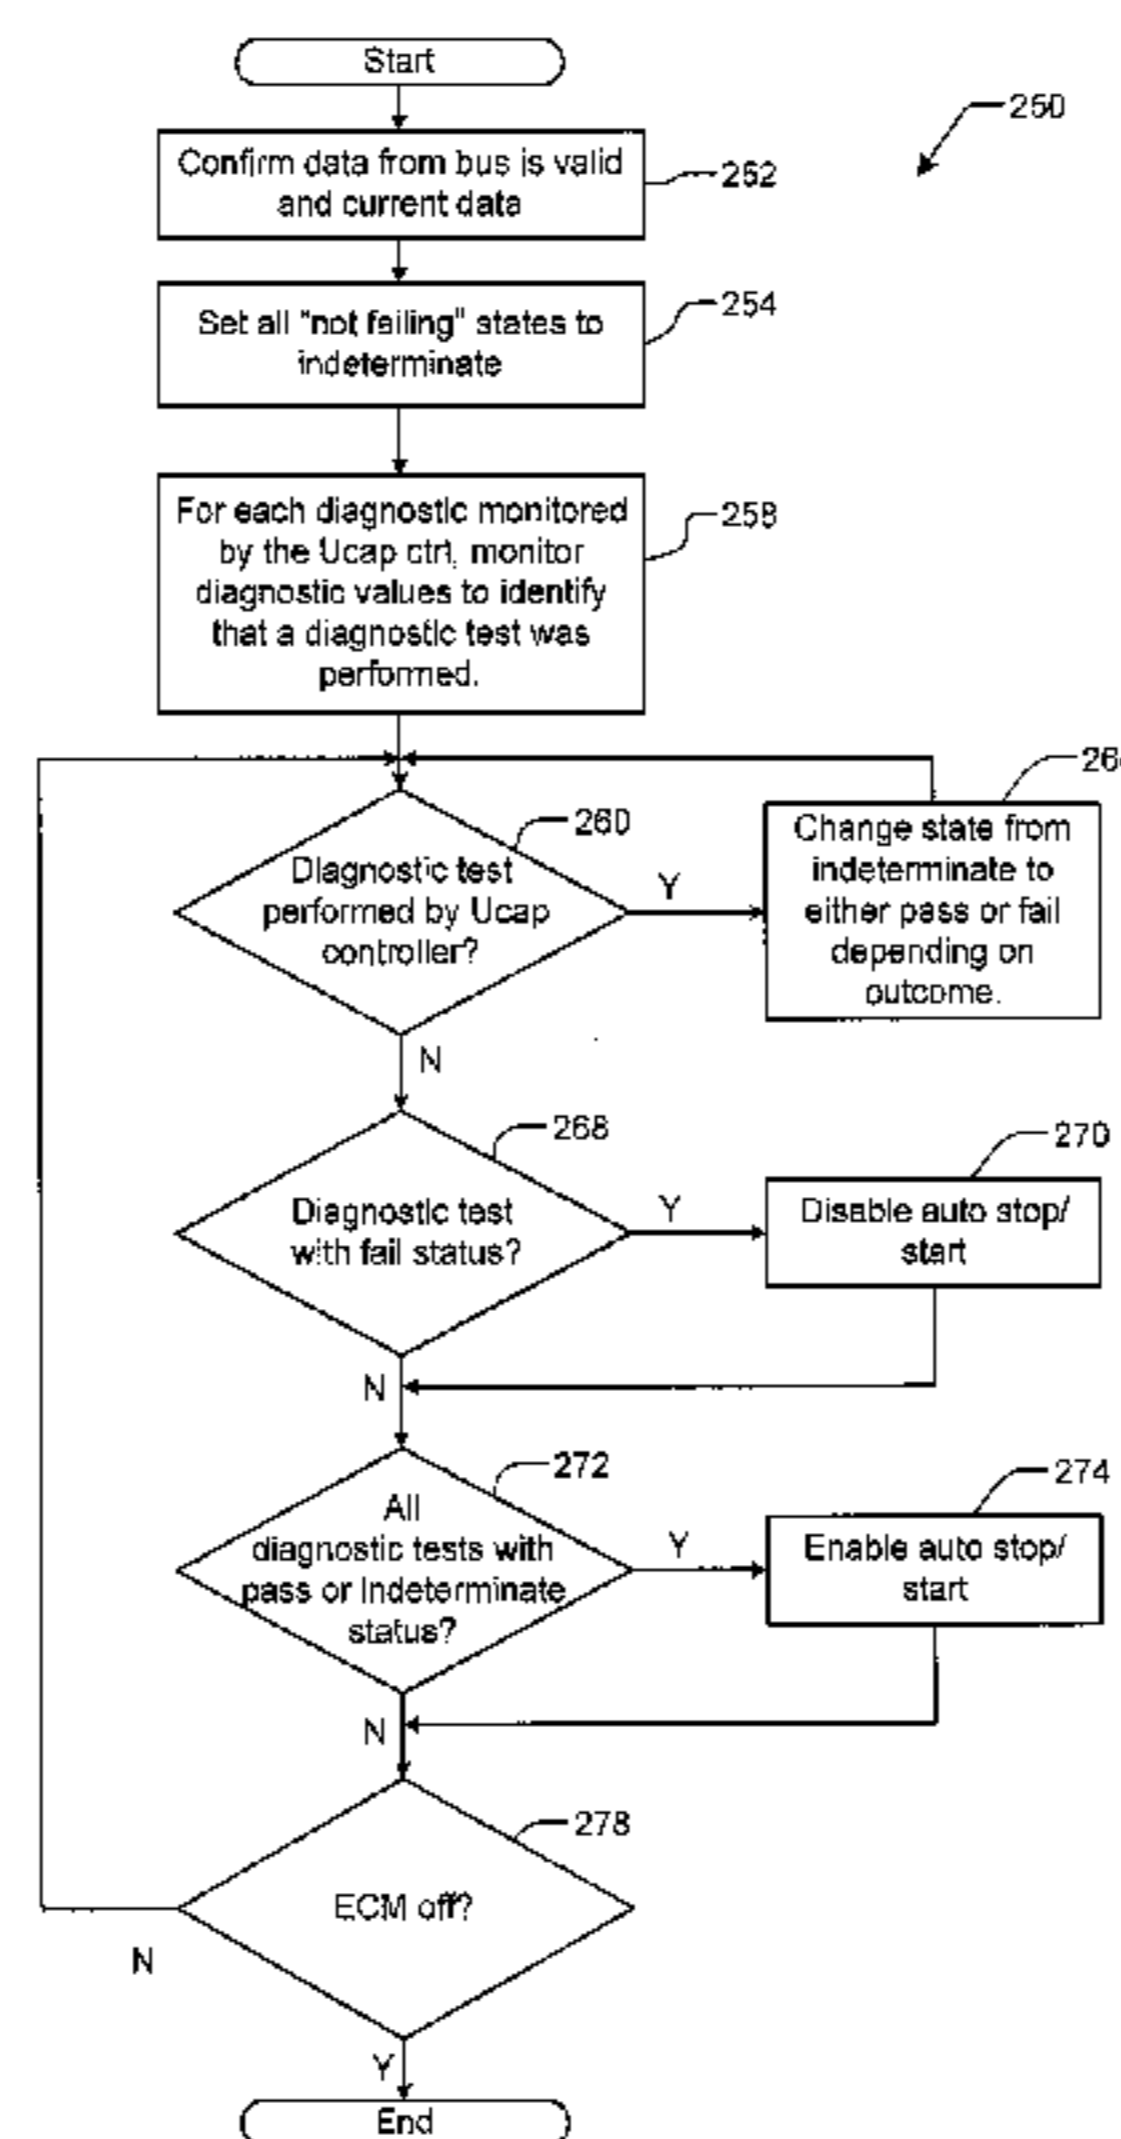 Start
250
Confirm data from bus is valid
and current data
252
Set all "not failing" states to
indeterminate
254
For each diagnostic monitored
by the Ucap ctrl, monitor
diagnostic values to identify
that a diagnostic test was
performed.
258
Diagnostic test
performed by Ucap
controller?
260
Y
N
Change state from
indeterminate to
either pass or fail
depending on
outcome.
Diagnostic test
with fail status?
268
Y
N
Disable auto stop/
start
270
All
diagnostic tests with
pass or Indeterminate
status?
272
Y
N
Enable auto stop/
start
274
ECM off?
278
N
Y
End